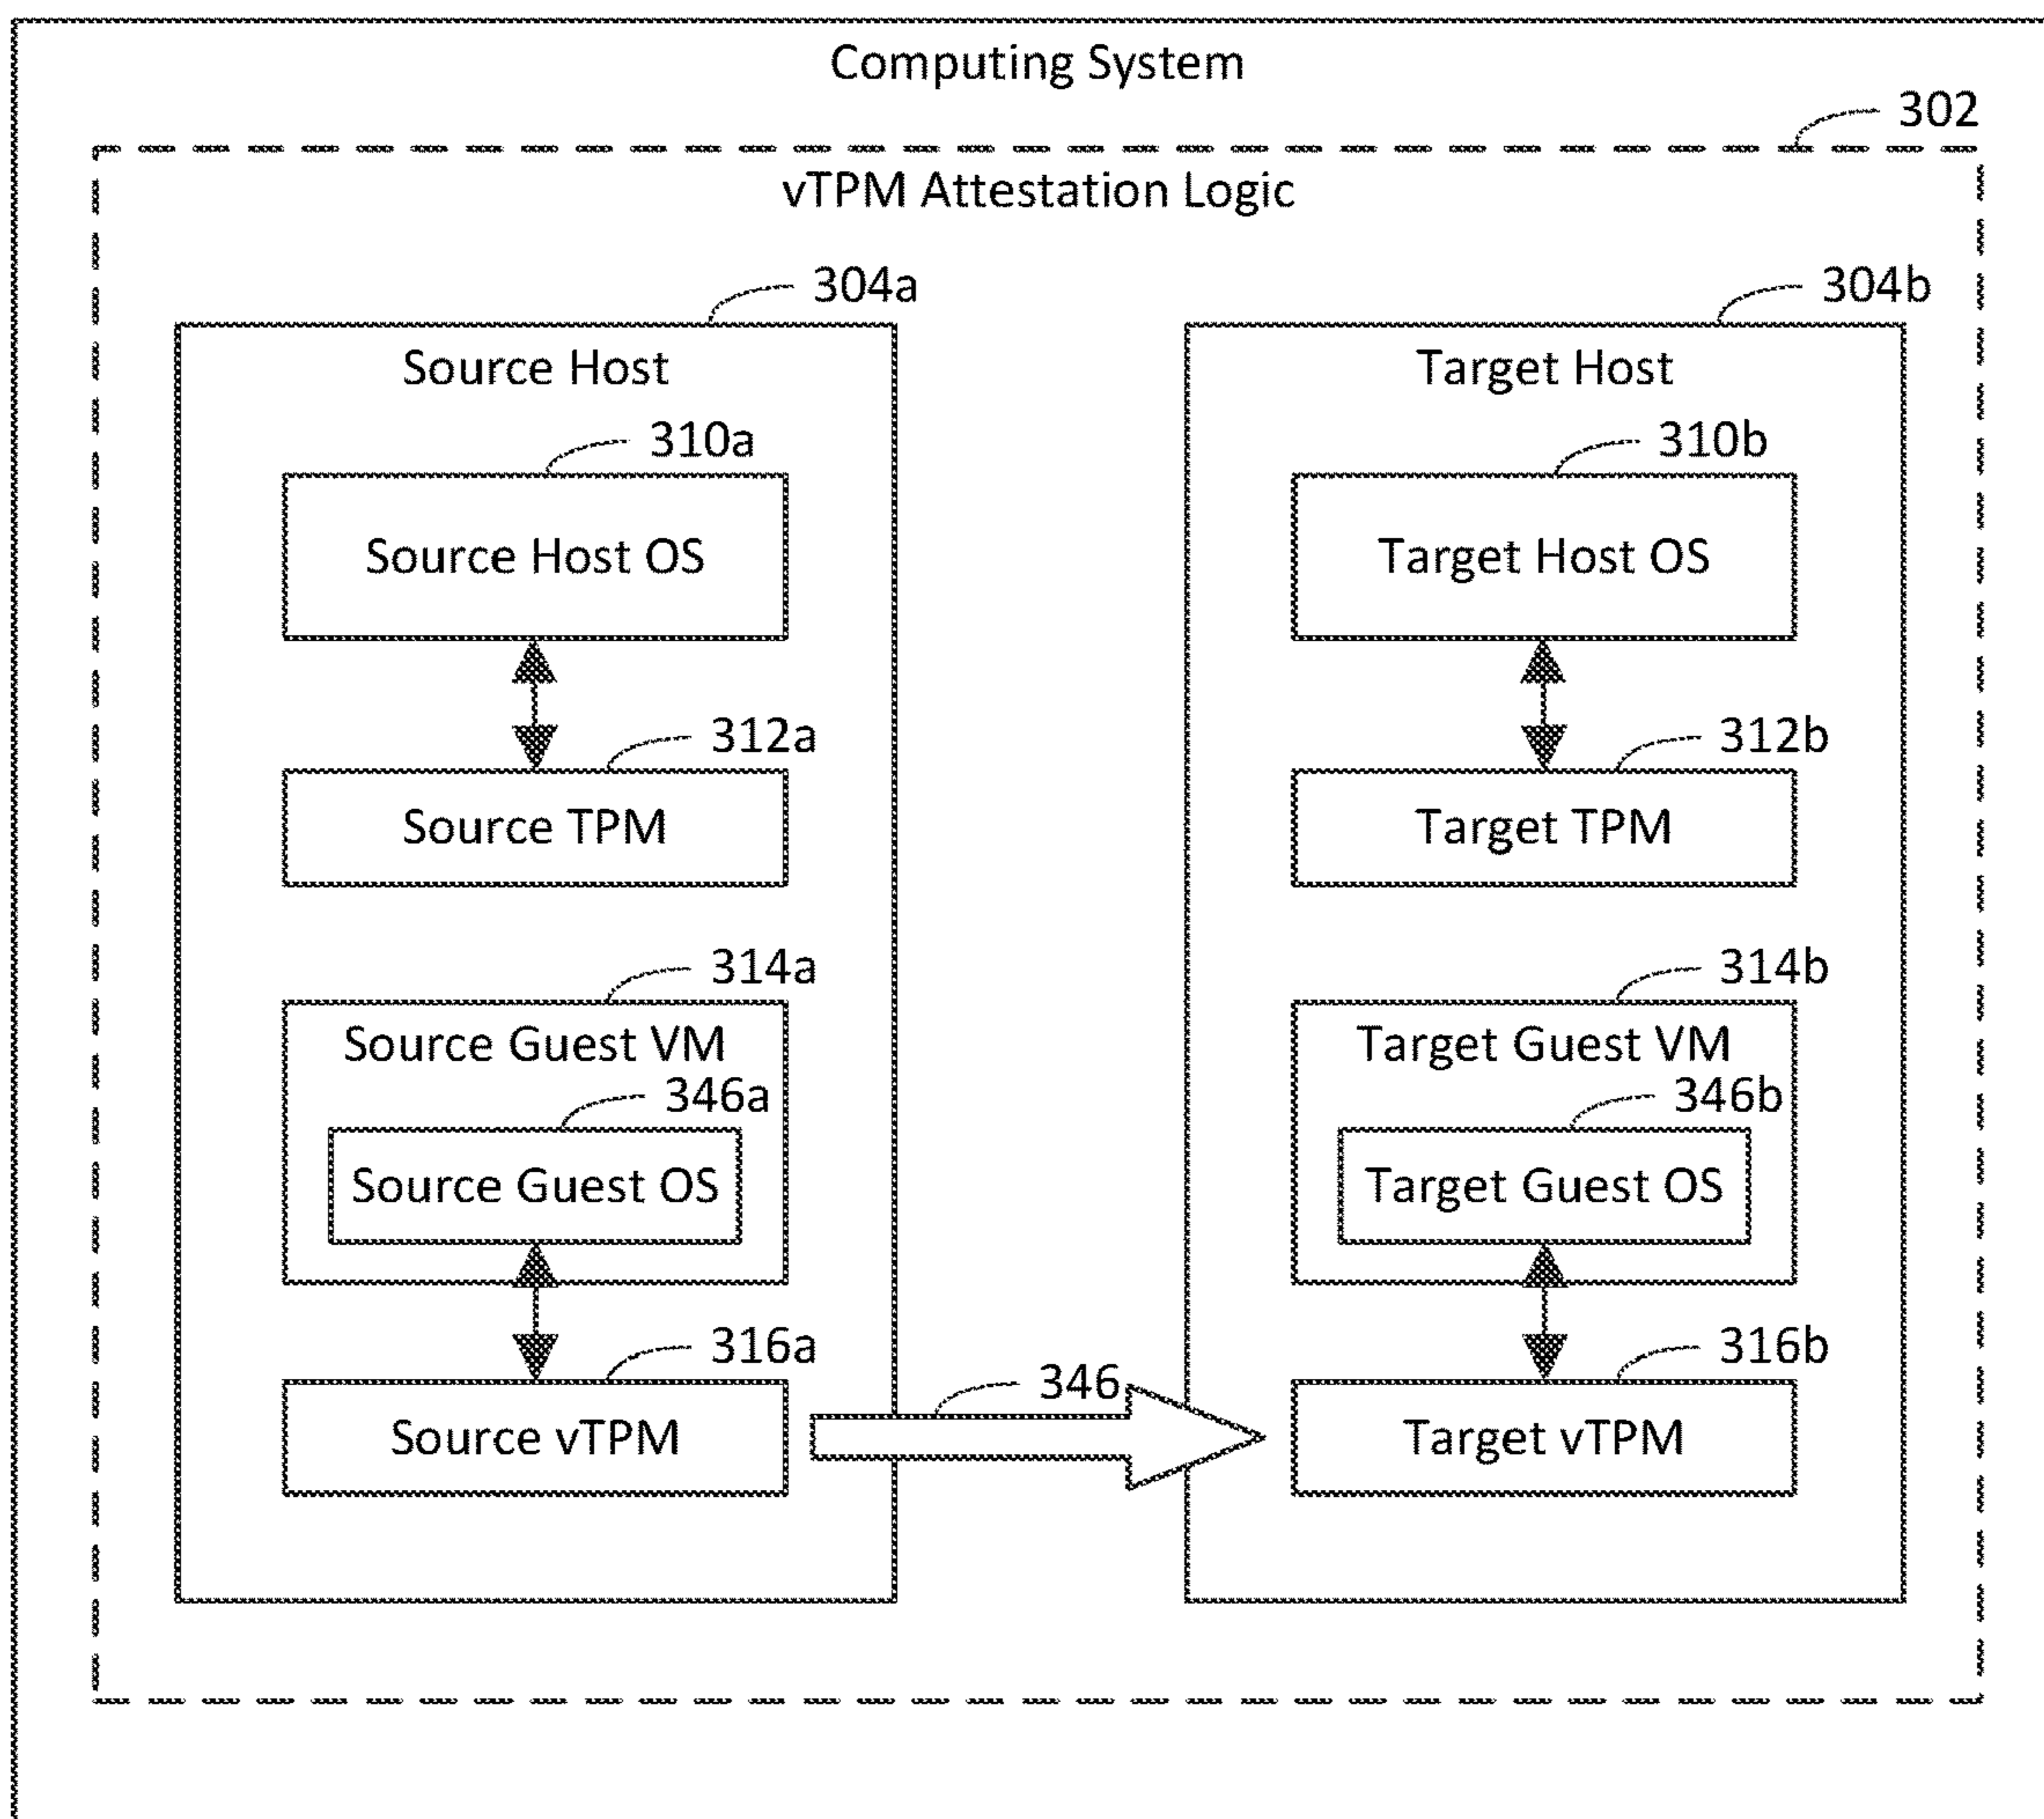 Computing System
302
vTPM Attestation Logic
304a
Source Host
310a
Source Host OS
312a
Source TPM
314a
Source Guest VM
346a
Source Guest OS
316a
Source vTPM
346
304b
Target Host
310b
Target Host OS
312b
Target TPM
314b
Target Guest VM
346b
Target Guest OS
316b
Target vTPM